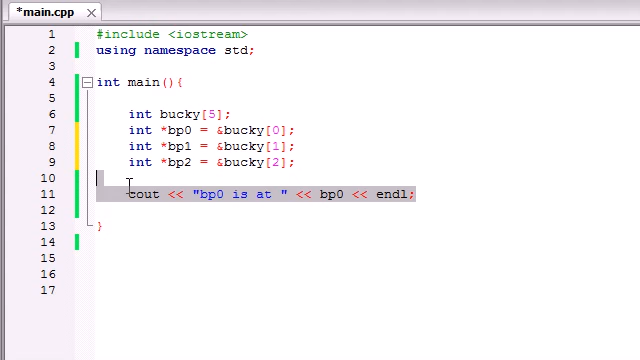 *main.cpp
1 #include <iostream>
2 using namespace std;
3
4 int main(){
5
6 int bucky[5];
7 int *bp0 = &bucky[0];
8 int *bp1 = &bucky[1];
9 int *bp2 = &bucky[2];
10
11 cout << "bp0 is at " << bp0 << endl;
12
13 }
14
15
16
17